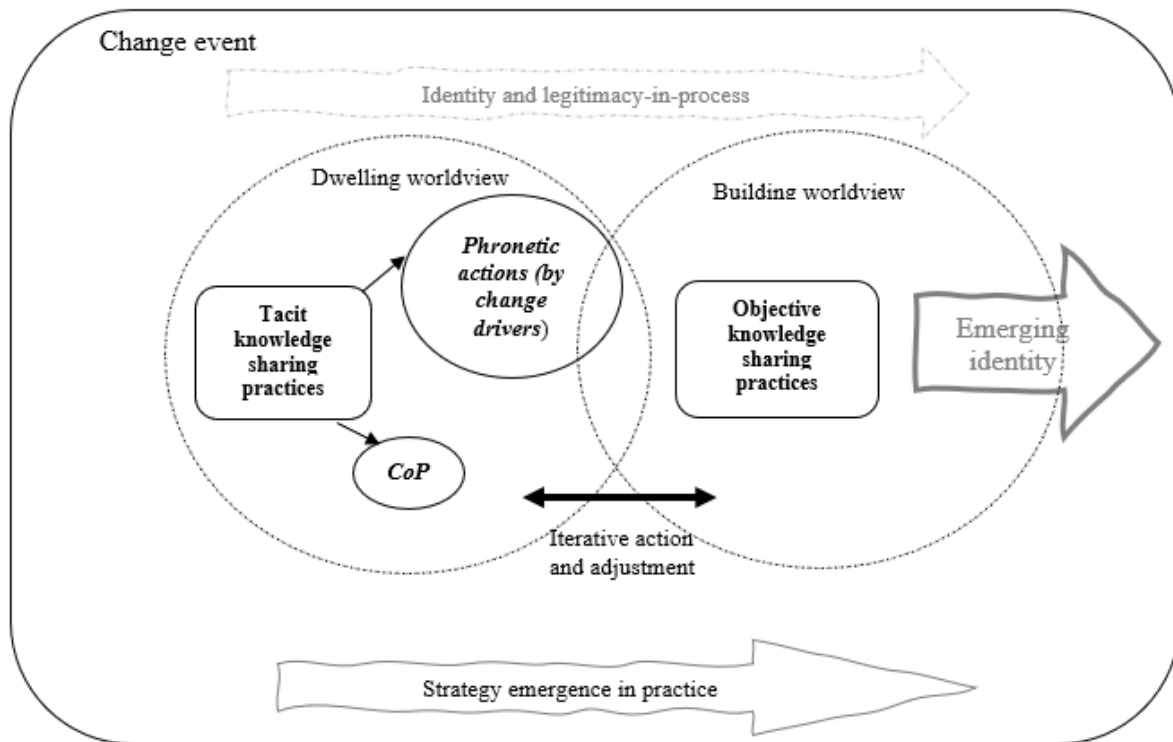 Change event
Identity and legitimacy-in-process
Dwelling worldview
Building worldview
Phronetic
actions (by
change
drivers)
Tacit
knowledge
sharing
practices
Objective
knowledge
sharing
practices
Emerging
identity
CoP
Iterative action
and adjustment
Strategy emergence in practice